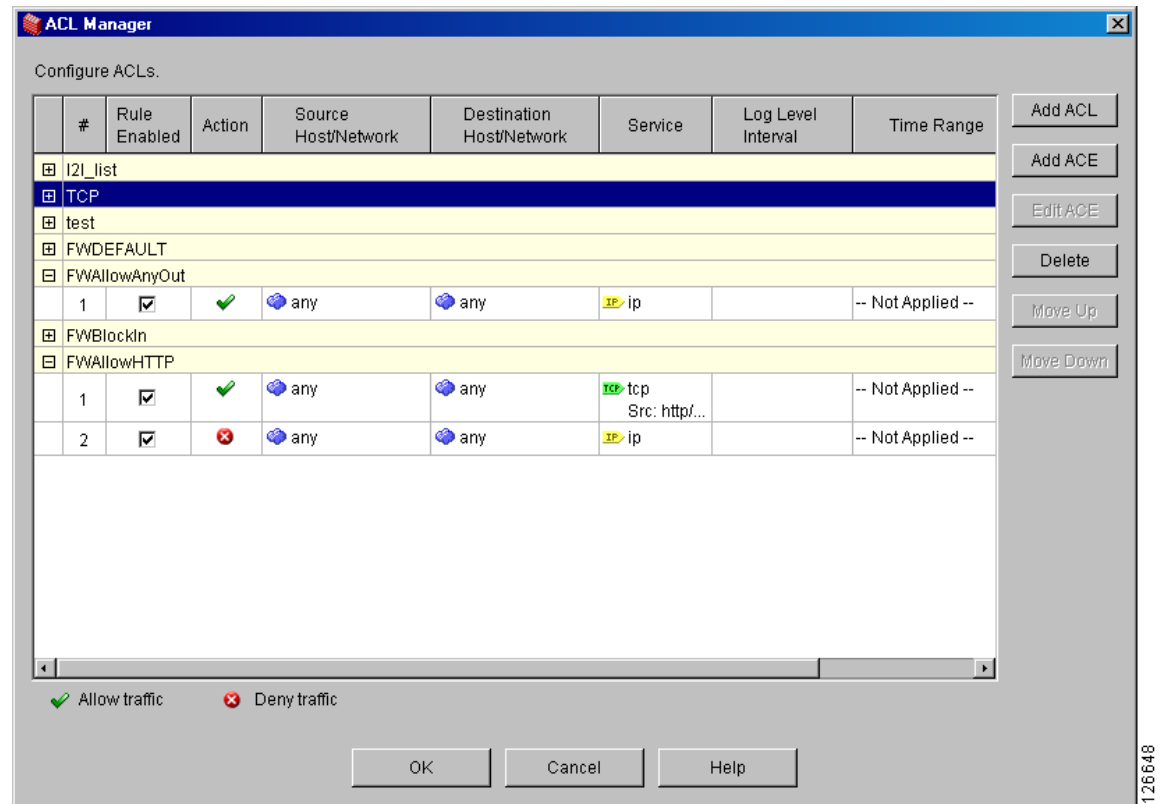 ACL Manager
Configure ACLs.
# Rule Enabled Action Source Host/Network Destination Host/Network Service Log Level Interval Time Range
I2I_list
TCP
test
FWDEFAULT
FWAllowAnyOut
1 any any IP ip -- Not Applied --
FWBlockIn
FWAllowHTTP
1 any any TCP tcp -- Not Applied --
Src: http/...
2 any any IP ip -- Not Applied --
Allow traffic Deny traffic
Add ACL
Add ACE
Edit ACE
Delete
Move Up
Move Down
OK Cancel Help
126648